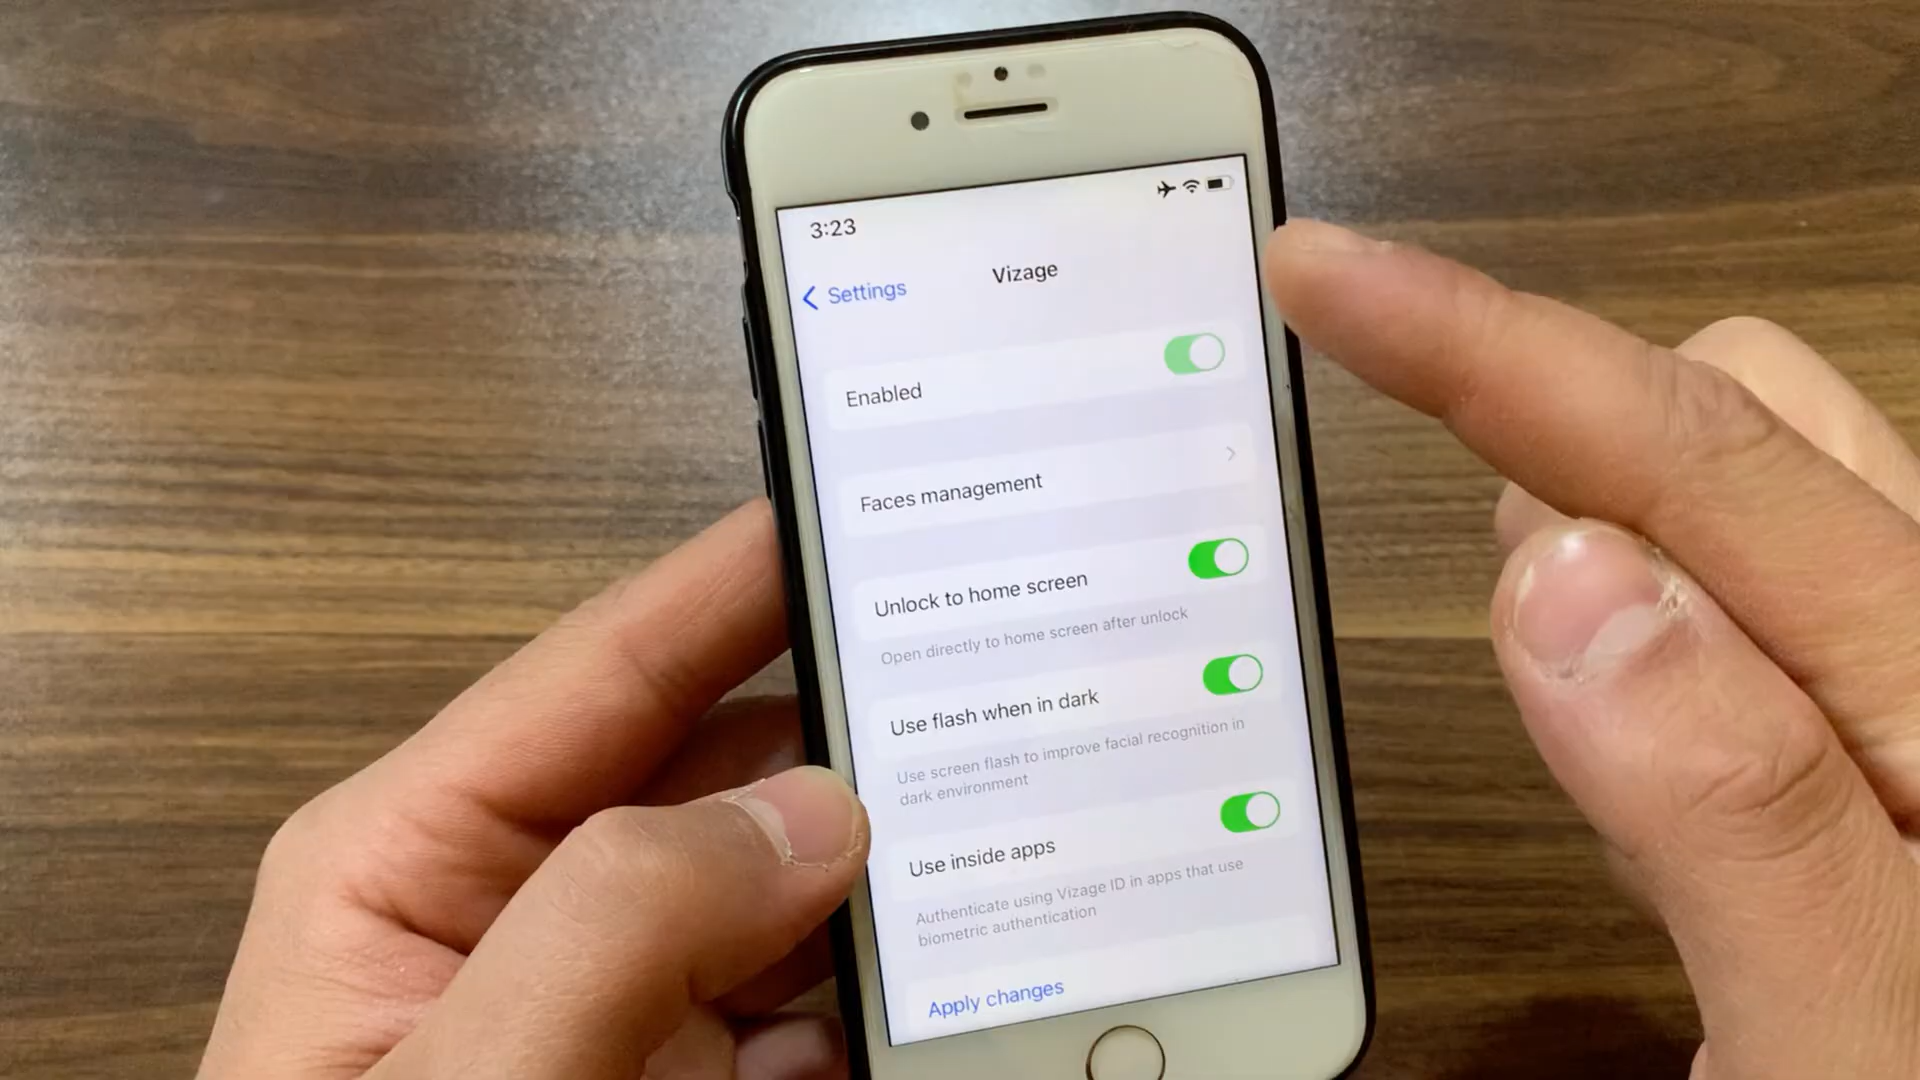 3:23
Settings
Vizage
Enabled
Faces management
Unlock to home screen
Open directly to home screen after unlock
Use flash when in dark
Use screen flash to improve facial recognition in
dark environment
Use inside apps
Authenticate using Vizage ID in apps that use
biometric authentication
Apply changes